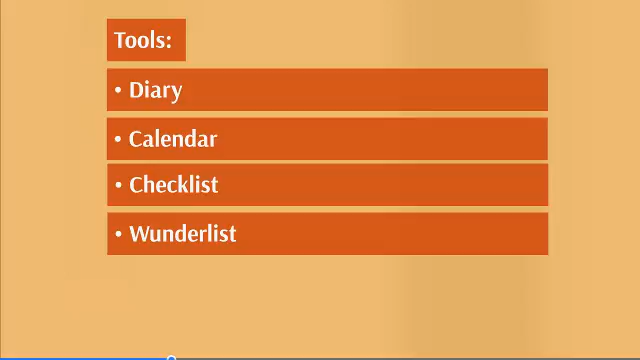 Tools:
• Diary
• Calendar
• Checklist
• Wunderlist